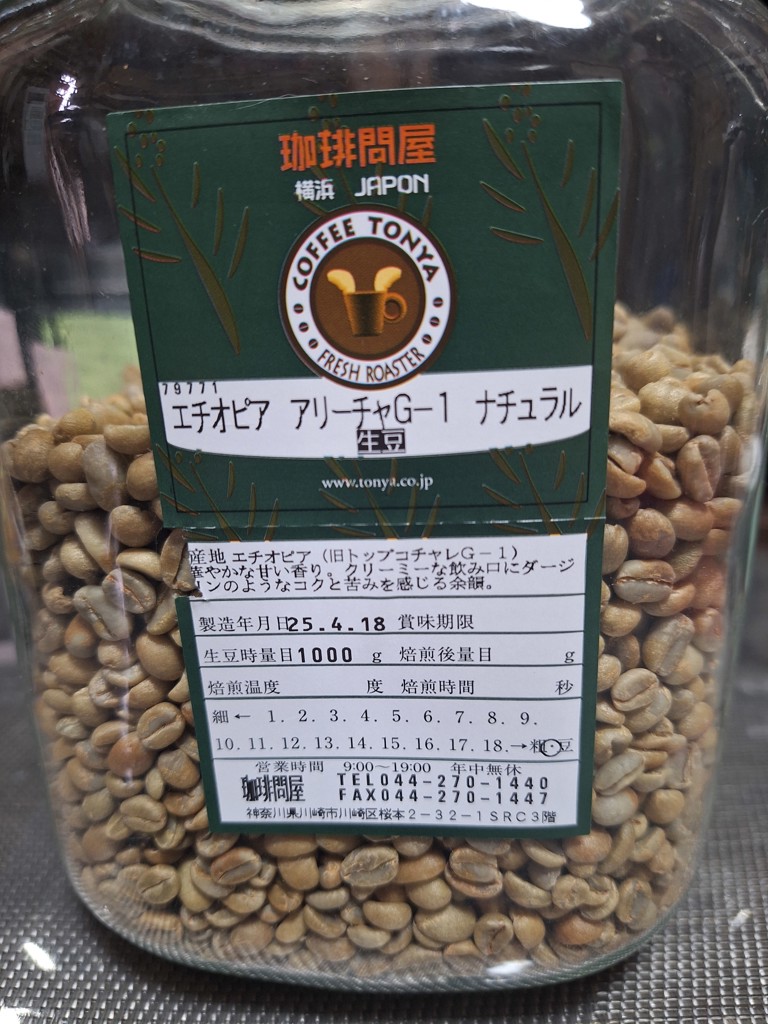 珈琲問屋
横浜 JAPON
COFFEE TONYA
FRESH ROASTER
79771
エチオピア アリーチャG-1 ナチュラル
生豆
www.tonya.co.jp
産地 エチオピア (旧トップコチャレG-1)
華やかな甘い香り。クリーミーな飲み口にダージ
リンのようなコクと苦みを感じる余韻。
製造年月日 25.4.18 賞味期限
生豆時量目 1000 g 焙煎後量目 g
焙煎温度 度 焙煎時間 秒
細← 1. 2. 3. 4. 5. 6. 7. 8. 9.
10. 11. 12. 13. 14. 15. 16. 17. 18.→粗・豆
営業時間 9:00~19:00 年中無休
珈琲問屋 TEL044-270-1440
FAX044-270-1447
神奈川県川崎市川崎区桜本2-32-1SRC3階